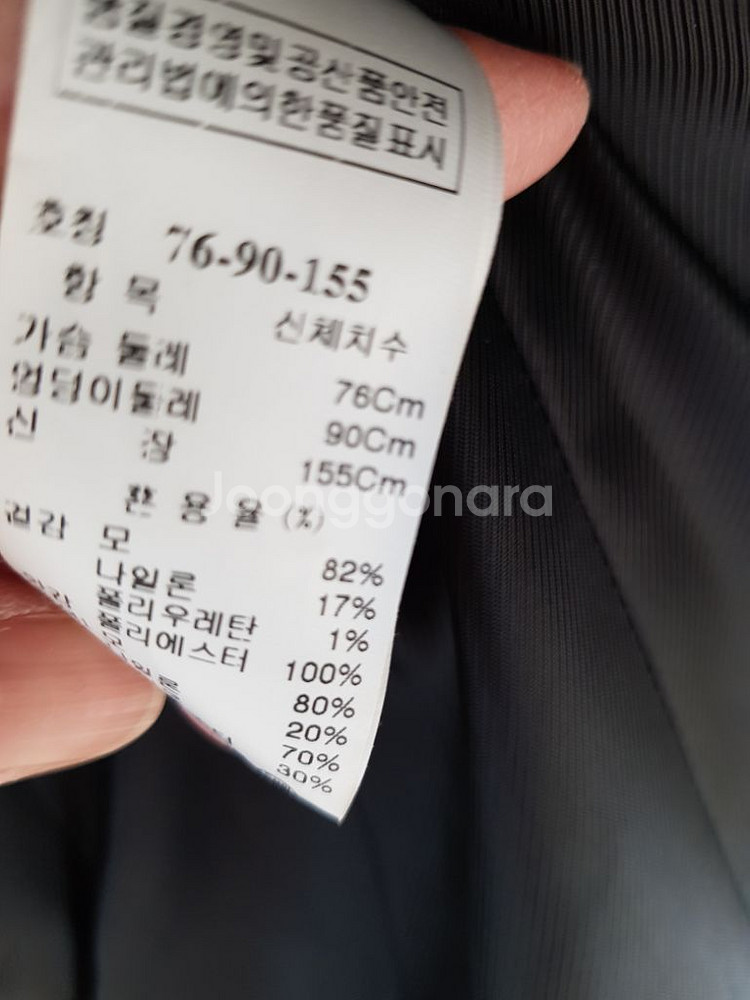 품질경영및공산품안전
관리법에의한품질표시
호칭 76-90-155
항 목 신체치수
가슴 둘레 76Cm
엉덩이둘레 90Cm
신 장 155Cm
혼 용 율 (%)
겉감 모 82%
나일론 17%
폴리우레탄 1%
폴리에스터 100%
80%
20%
70%
30%
Joonggonara